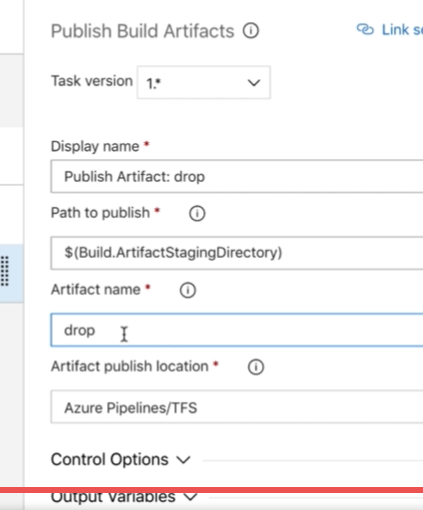 Publish Build Artifacts
Link
Task version 1.*
Display name *
Publish Artifact: drop
Path to publish *
$(Build.ArtifactStagingDirectory)
Artifact name *
drop
Artifact publish location *
Azure Pipelines/TFS
Control Options
Output Variables